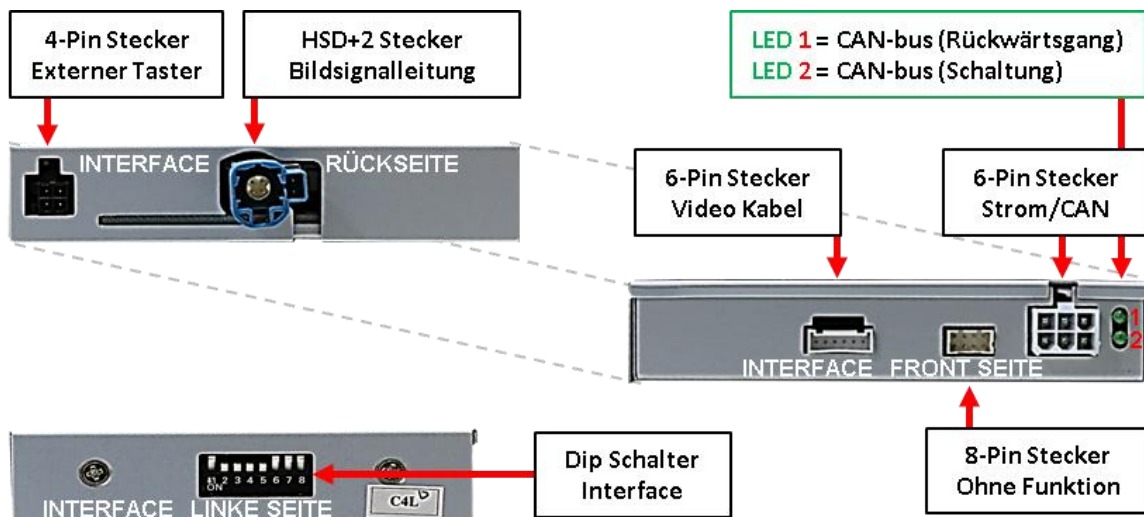 4-Pin Stecker
Externer Taster
HSD+2 Stecker
Bildsignalleitung
LED 1 = CAN-bus (Rückwärtsgang)
LED 2 = CAN-bus (Schaltung)
INTERFACE RÜCKSEITE
6-Pin Stecker
Video Kabel
6-Pin Stecker
Strom/CAN
1
2
INTERFACE FRONT SEITE
8-Pin Stecker
Ohne Funktion
Dip Schalter
Interface
1 2 3 4 5 6 7 8
ON
C4L
INTERFACE LINKE SEITE